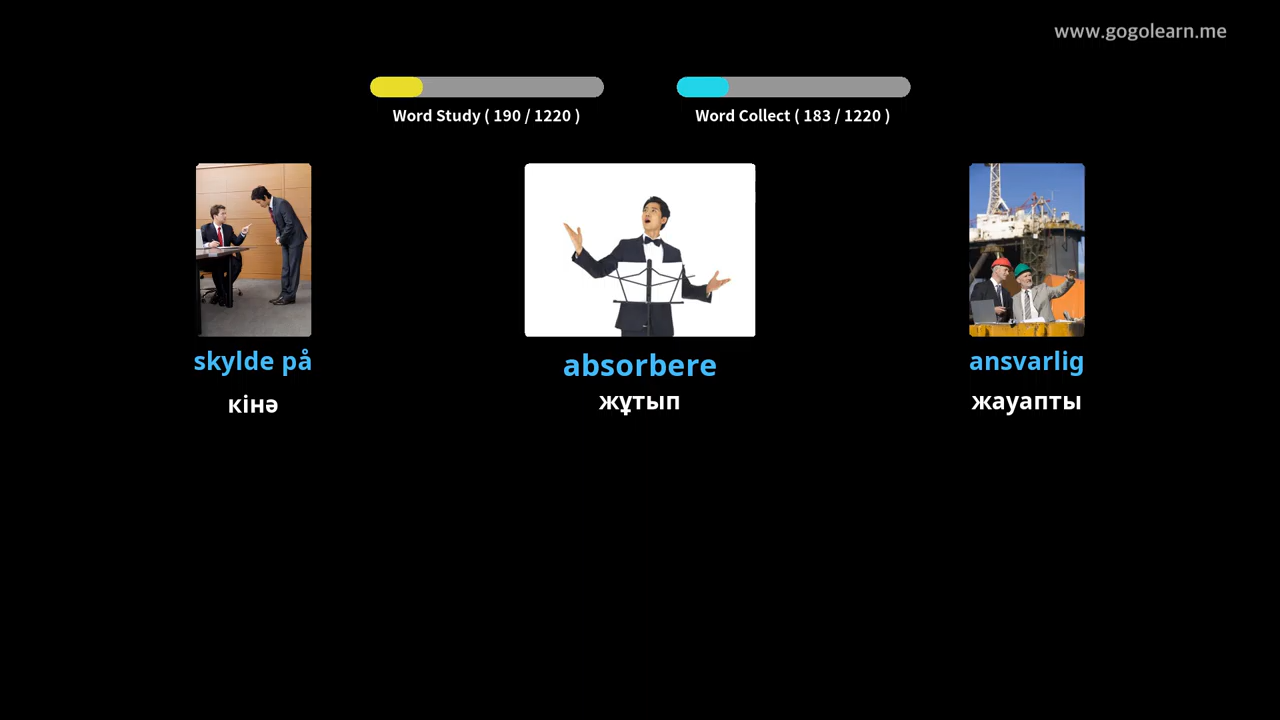 www.gogolearn.me
Word Study ( 190 / 1220 )
Word Collect ( 183 / 1220 )
skylde på
absorbere
ansvarlig
кінә
жұтып
жауапты